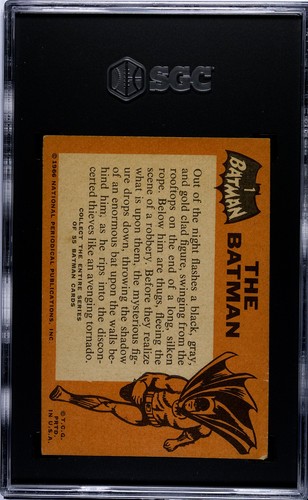 SGC
1
BATMAN
THE
BATMAN
Out of the night flashes a black, gray,
and gold clad figure, swinging from the
rooftops on the end of a long, silken
rope. Below him are thugs, fleeing the
scene of a robbery. Before they realize
what is upon them, the mysterious fig-
ure drops down, throwing the shadow
of an enormous bat upon the walls be-
hind him, as he rips into the discon-
certed thieves like an avenging tornado.
COLLECT THE ENTIRE SERIES
OF 55 BATMAN CARDS
© 1966 NATIONAL PERIODICAL PUBLICATIONS, INC
© T.C.G.
PRTD.
IN U.S.A.